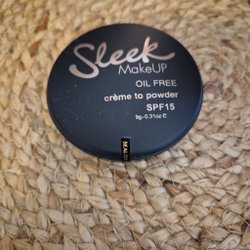 Sleek
MakeUP
OIL FREE
crème to powder
SPF15
9g-0.31oz ℮